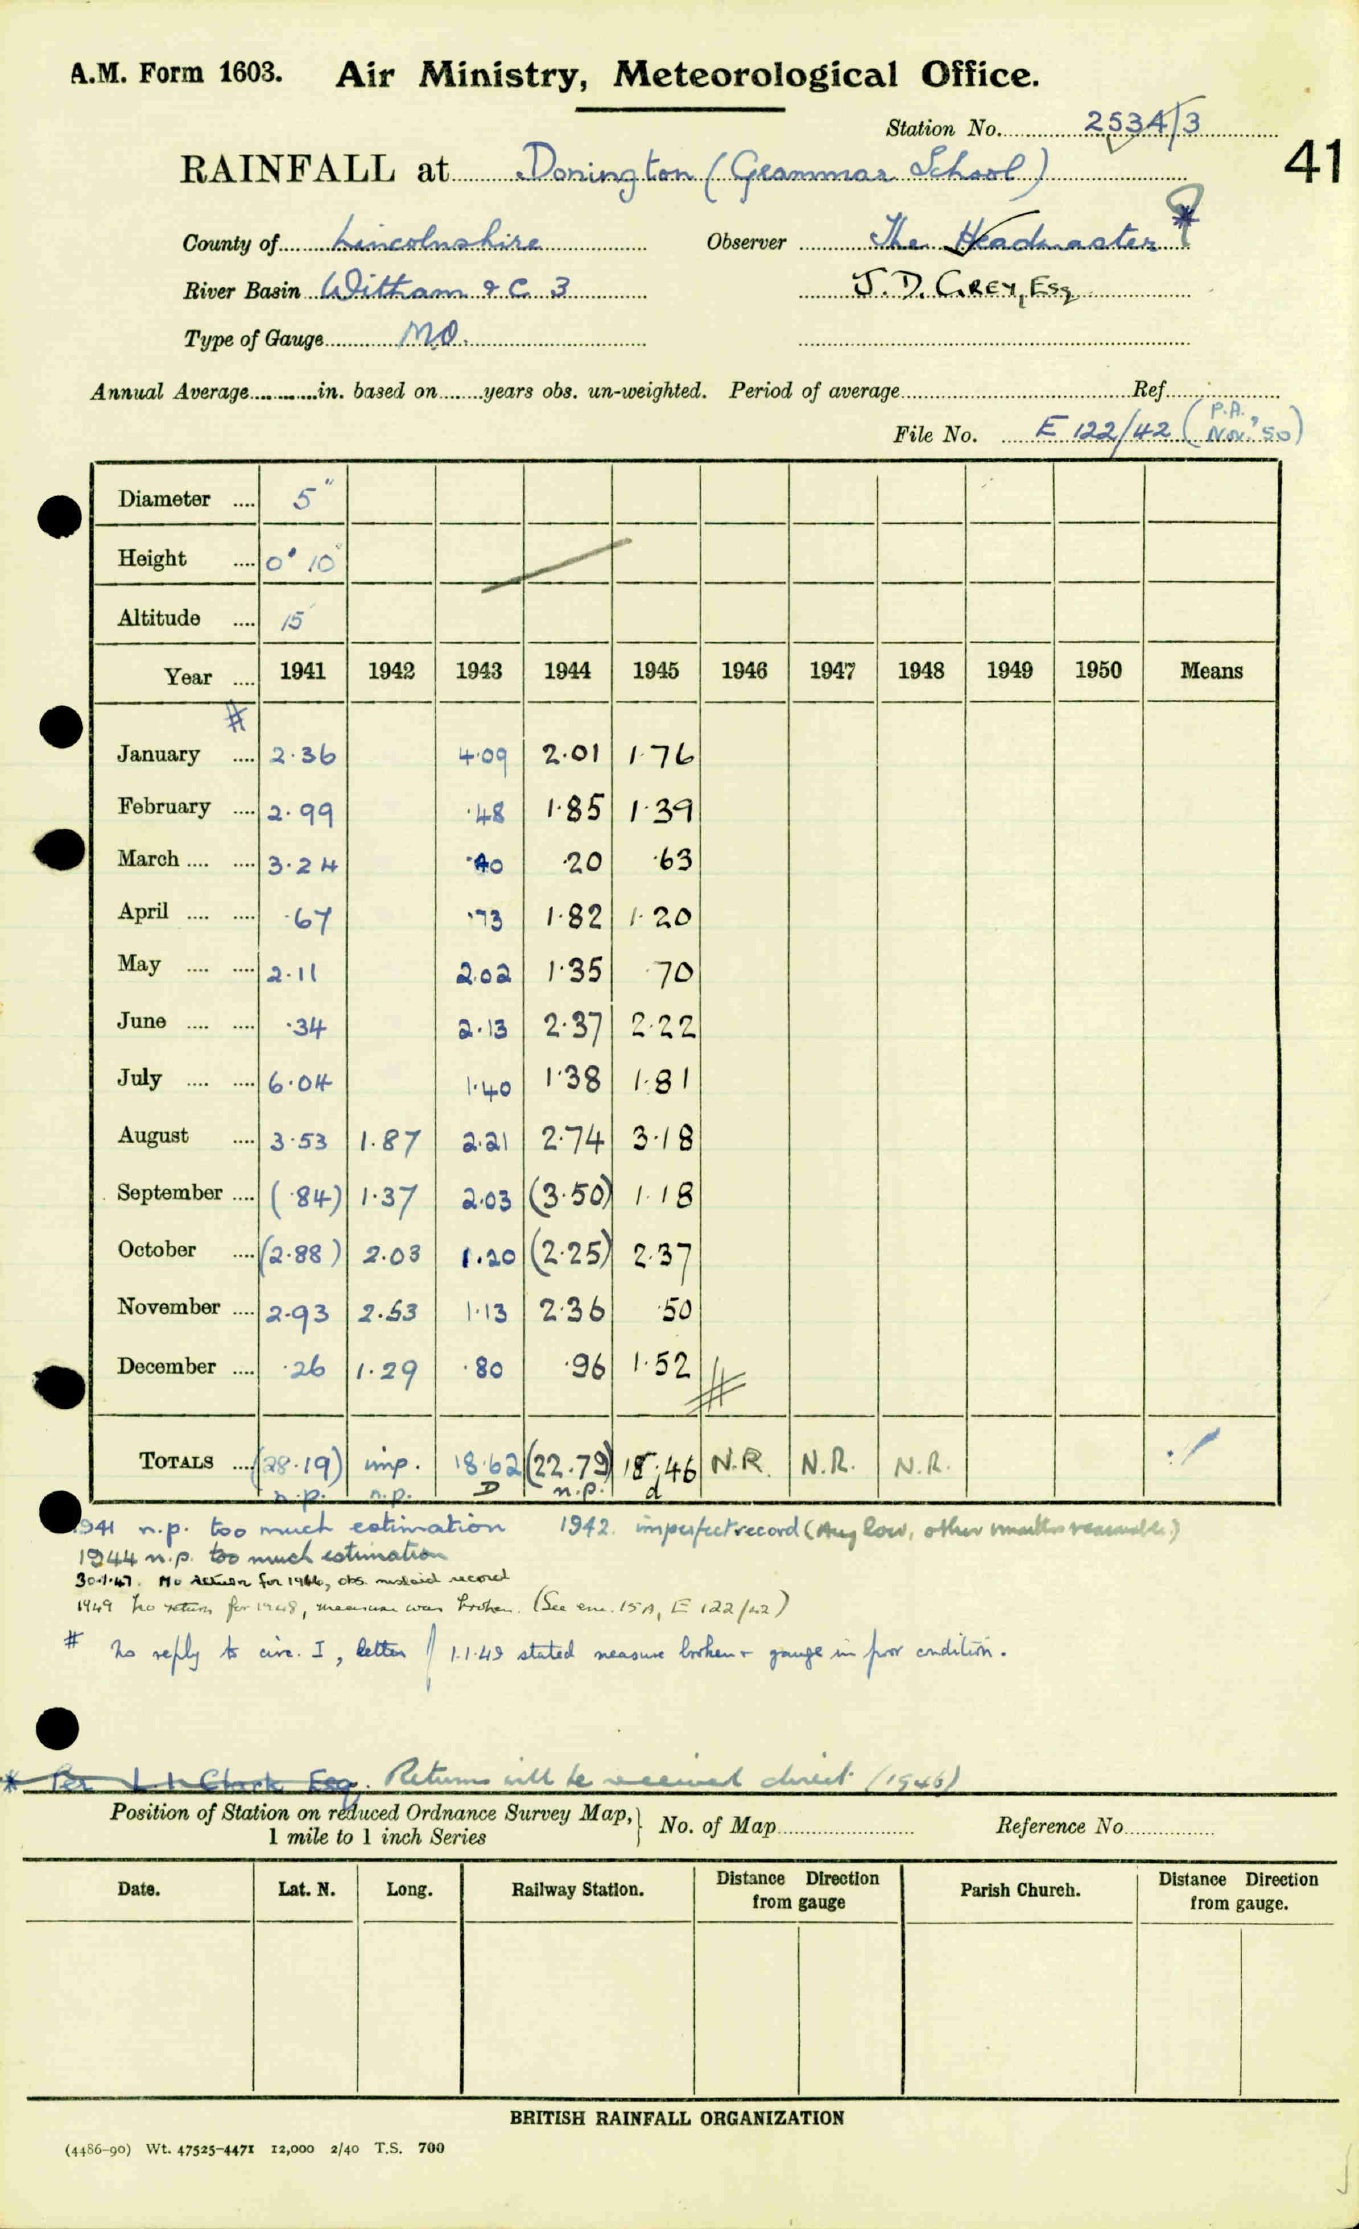 A.M. Form 1603. Air Ministry, Meteorological Office.
Station No. 2534/3
41
RAINFALL at Donington (Grammar School)
County of Lincolnshire Observer The Headmaster *
River Basin Witham & C. 3 J. D. GREY, Esq
Type of Gauge M.O.
Annual Average in. based on years obs. un-weighted. Period of average Ref.
File No. E 122/42 (P.A., Nov. '50)
Diameter 5"
Height 0' 10"
Altitude 15
Year 1941 1942 1943 1944 1945 1946 1947 1948 1949 1950 Means
#
January 2.36 4.09 2.01 1.76
February 2.99 .48 1.85 1.39
March 3.24 .40 .20 .63
April .67 .73 1.82 1.20
May 2.11 2.02 1.35 .70
June .34 2.13 2.37 2.22
July 6.04 1.40 1.38 1.81
August 3.53 1.87 2.21 2.74 3.18
September (.84) 1.37 2.03 (3.50) 1.18
October (2.88) 2.03 1.20 (2.25) 2.37
November 2.93 2.53 1.13 2.36 .50
December .26 1.29 .80 .96 1.52
#
TOTALS (28.19) imp. 18.62 (22.79) 18.46 N.R. N.R. N.R.
n.p. n.p. D n.p. d
1941 n.p. too much estimation 1942. imperfect record (Aug low, other months reasonable)
1944 n.p. too much estimation
30.1.47. No return for 1946, obs. mislaid record
1949 No return for 1948, measure was broken. (See enc. 15A, E 122/42)
# No reply to circ. I, letter of 1.1.49 stated measure broken & gauge in poor condition.
* Per Clark Esq. Returns will be received direct (1946)
Position of Station on reduced Ordnance Survey Map, No. of Map Reference No.
1 mile to 1 inch Series
Date. Lat. N. Long. Railway Station. Distance Direction from gauge Parish Church. Distance Direction from gauge.
BRITISH RAINFALL ORGANIZATION
(4486-90) Wt. 47525-4471 12,000 2/40 T.S. 700